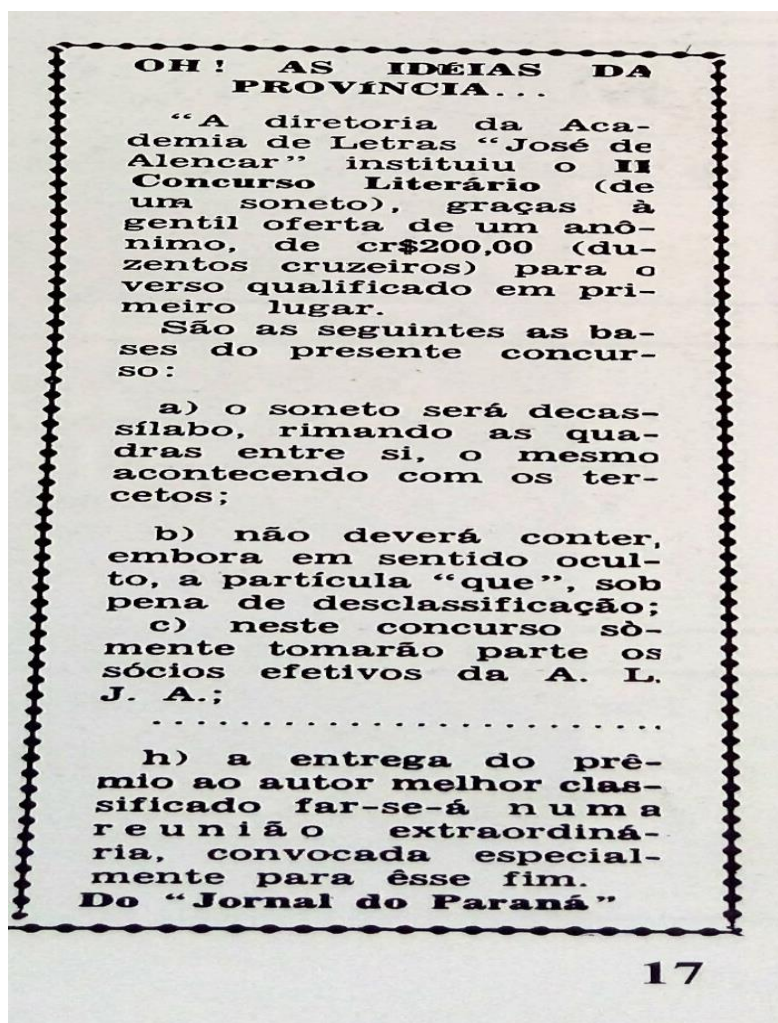 OH! AS IDÉIAS DA
PROVÍNCIA...
“A diretoria da Aca-
demia de Letras “José de
Alencar” instituiu o II
Concurso Literário (de
um soneto), graças à
gentil oferta de um anô-
nimo, de cr$200,00 (du-
zentos cruzeiros) para o
verso qualificado em pri-
meiro lugar.
São as seguintes as ba-
ses do presente concur-
so:
a) o soneto será decas-
sílabo, rimando as qua-
dras entre si, o mesmo
acontecendo com os ter-
cetos;
b) não deverá conter,
embora em sentido ocul-
to, a partícula “que”, sob
pena de desclassificação;
c) neste concurso sò-
mente tomarão parte os
sócios efetivos da A. L.
J. A.;
. . . . . . . . . . . . . . . . . . . . . . . . .
h) a entrega do prê-
mio ao autor melhor clas-
sificado far-se-á numa
reunião extraordiná-
ria, convocada especial-
mente para êsse fim.
Do “Jornal do Paraná”
17